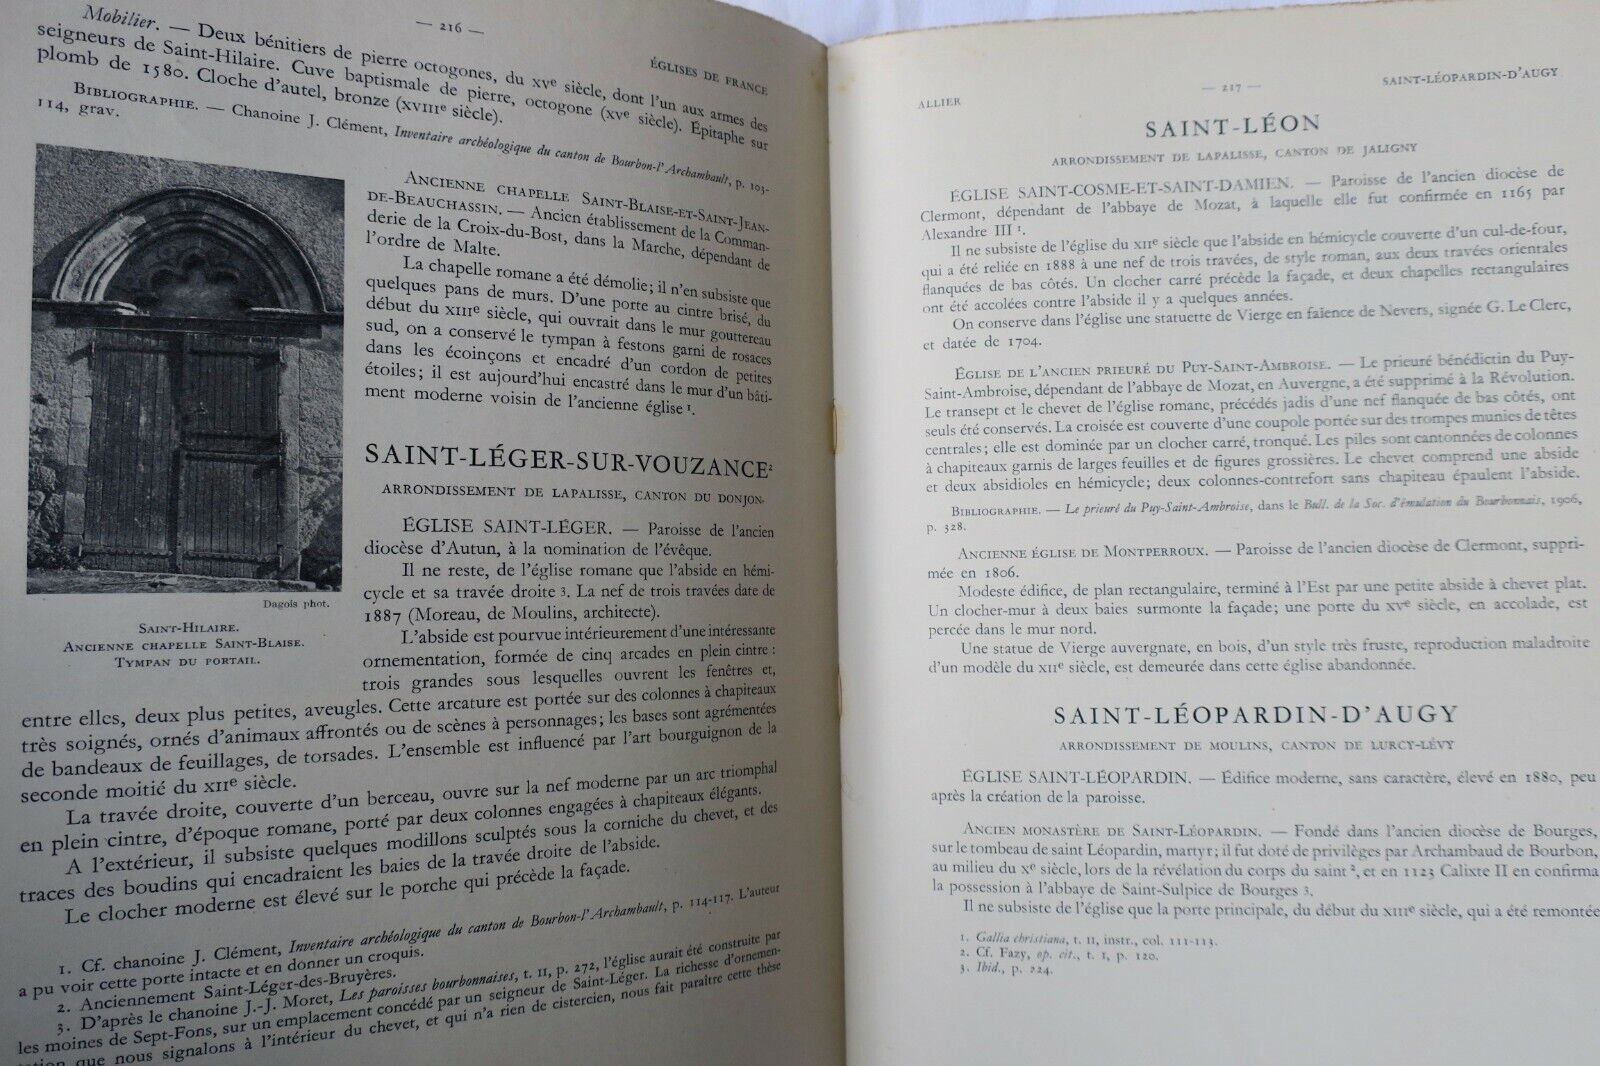 — 216 —
ÉGLISES DE FRANCE
Mobilier. — Deux bénitiers de pierre octogones, du XVe siècle, dont l'un aux armes des
seigneurs de Saint-Hilaire. Cuve baptismale de pierre, octogone (XVe siècle). Épitaphe sur
plomb de 1580. Cloche d'autel, bronze (XVIIIe siècle).
BIBLIOGRAPHIE. — Chanoine J. Clément, Inventaire archéologique du canton de Bourbon-l'Archambault, p. 103-
114, grav.
ANCIENNE CHAPELLE SAINT-BLAISE-ET-SAINT-JEAN-
DE-BEAUCHASSIN. — Ancien établissement de la Comman-
derie de la Croix-du-Bost, dans la Marche, dépendant de
l'ordre de Malte.
La chapelle romane a été démolie; il n'en subsiste que
quelques pans de murs. D'une porte au cintre brisé, du
début du XIIIe siècle, qui ouvrait dans le mur gouttereau
sud, on a conservé le tympan à festons garni de rosaces
dans les écoinçons et encadré d'un cordon de petites
étoiles; il est aujourd'hui encastré dans le mur d'un bâti-
ment moderne voisin de l'ancienne église 1.
Dagois phot.
SAINT-HILAIRE.
ANCIENNE CHAPELLE SAINT-BLAISE.
TYMPAN DU PORTAIL.
SAINT-LÉGER-SUR-VOUZANCE 2
ARRONDISSEMENT DE LAPALISSE, CANTON DU DONJON.
ÉGLISE SAINT-LÉGER. — Paroisse de l'ancien
diocèse d'Autun, à la nomination de l'évêque.
Il ne reste, de l'église romane que l'abside en hémi-
cycle et sa travée droite 3. La nef de trois travées date de
1887 (Moreau, de Moulins, architecte).
L'abside est pourvue intérieurement d'une intéressante
ornementation, formée de cinq arcades en plein cintre :
trois grandes sous lesquelles ouvrent les fenêtres et,
entre elles, deux plus petites, aveugles. Cette arcature est portée sur des colonnes à chapiteaux
très soignés, ornés d'animaux affrontés ou de scènes à personnages; les bases sont agrémentées
de bandeaux de feuillages, de torsades. L'ensemble est influencé par l'art bourguignon de la
seconde moitié du XIIe siècle.
La travée droite, couverte d'un berceau, ouvre sur la nef moderne par un arc triomphal
en plein cintre, d'époque romane, porté par deux colonnes engagées à chapiteaux élégants.
A l'extérieur, il subsiste quelques modillons sculptés sous la corniche du chevet, et des
traces des boudins qui encadraient les baies de la travée droite de l'abside.
Le clocher moderne est élevé sur le porche qui précède la façade.
1. Cf. chanoine J. Clément, Inventaire archéologique du canton de Bourbon-l'Archambault, p. 114-117. L'auteur
a pu voir cette porte intacte et en donner un croquis.
2. Anciennement Saint-Léger-des-Bruyères.
3. D'après le chanoine J.-J. Moret, Les paroisses bourbonnaises, t. II, p. 272, l'église aurait été construite par
les moines de Sept-Fons, sur un emplacement concédé par un seigneur de Saint-Léger. La richesse d'ornemen-
tation que nous signalons à l'intérieur du chevet, et qui n'a rien de cistercien, nous fait paraître cette thèse
ALLIER
— 217 —
SAINT-LÉOPARDIN-D'AUGY
SAINT-LÉON
ARRONDISSEMENT DE LAPALISSE, CANTON DE JALIGNY
ÉGLISE SAINT-COSME-ET-SAINT-DAMIEN. — Paroisse de l'ancien diocèse de
Clermont, dépendant de l'abbaye de Mozat, à laquelle elle fut confirmée en 1165 par
Alexandre III 1.
Il ne subsiste de l'église du XIIe siècle que l'abside en hémicycle couverte d'un cul-de-four,
qui a été reliée en 1888 à une nef de trois travées, de style roman, aux deux travées orientales
flanquées de bas côtés. Un clocher carré précède la façade, et deux chapelles rectangulaires
ont été accolées contre l'abside il y a quelques années.
On conserve dans l'église une statuette de Vierge en faïence de Nevers, signée G. Le Clerc,
et datée de 1704.
ÉGLISE DE L'ANCIEN PRIEURÉ DU PUY-SAINT-AMBROISE. — Le prieuré bénédictin du Puy-
Saint-Ambroise, dépendant de l'abbaye de Mozat, en Auvergne, a été supprimé à la Révolution.
Le transept et le chevet de l'église romane, précédés jadis d'une nef flanquée de bas côtés, ont
seuls été conservés. La croisée est couverte d'une coupole portée sur des trompes munies de têtes
centrales; elle est dominée par un clocher carré, tronqué. Les piles sont cantonnées de colonnes
à chapiteaux garnis de larges feuilles et de figures grossières. Le chevet comprend une abside
et deux absidioles en hémicycle; deux colonnes-contrefort sans chapiteau épaulent l'abside.
BIBLIOGRAPHIE. — Le prieuré du Puy-Saint-Ambroise, dans le Bull. de la Soc. d'émulation du Bourbonnais, 1906,
p. 328.
ANCIENNE ÉGLISE DE MONTPERROUX. — Paroisse de l'ancien diocèse de Clermont, suppri-
mée en 1806.
Modeste édifice, de plan rectangulaire, terminé à l'Est par une petite abside à chevet plat.
Un clocher-mur à deux baies surmonte la façade; une porte du XVe siècle, en accolade, est
percée dans le mur nord.
Une statue de Vierge auvergnate, en bois, d'un style très fruste, reproduction maladroite
d'un modèle du XIIe siècle, est demeurée dans cette église abandonnée.
SAINT-LÉOPARDIN-D'AUGY
ARRONDISSEMENT DE MOULINS, CANTON DE LURCY-LÉVY
ÉGLISE SAINT-LÉOPARDIN. — Édifice moderne, sans caractère, élevé en 1880, peu
après la création de la paroisse.
ANCIEN MONASTÈRE DE SAINT-LÉOPARDIN. — Fondé dans l'ancien diocèse de Bourges,
sur le tombeau de saint Léopardin, martyr; il fut doté de privilèges par Archambaud de Bourbon,
au milieu du Xe siècle, lors de la révélation du corps du saint 2, et en 1123 Calixte II en confirma
la possession à l'abbaye de Saint-Sulpice de Bourges 3.
Il ne subsiste de l'église que la porte principale, du début du XIIIe siècle, qui a été remontée
1. Gallia christiana, t. II, instr., col. 111-113.
2. Cf. Fazy, op. cit., t. I, p. 120.
3. Ibid., p. 224.